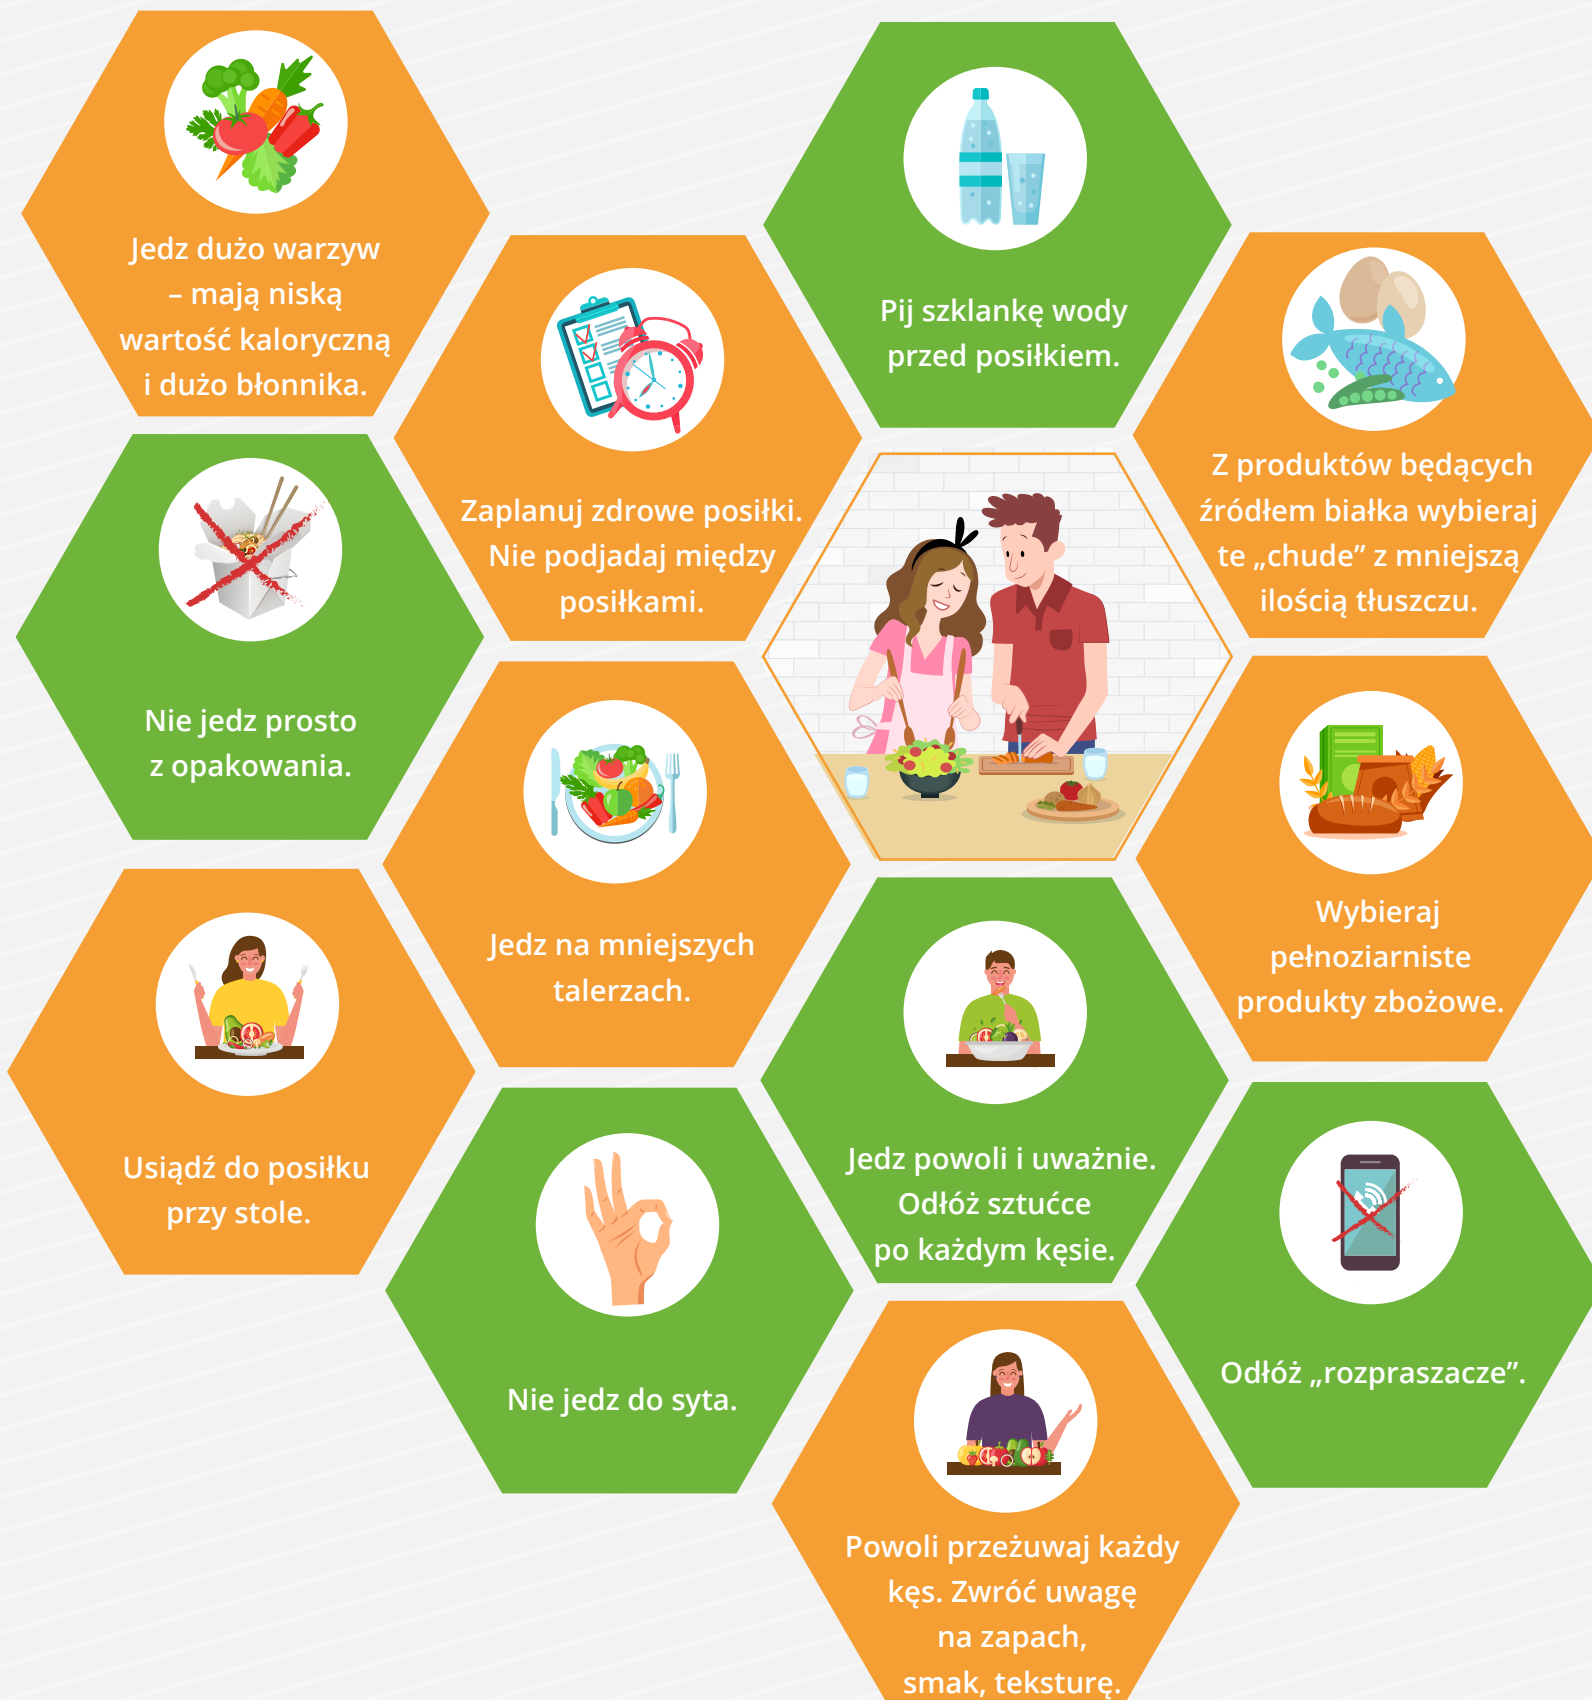 Jedz dużo warzyw
– mają niską
wartość kaloryczną
i dużo błonnika.
Pij szklankę wody
przed posiłkiem.
Zaplanuj zdrowe posiłki.
Nie podjadaj między
posiłkami.
Z produktów będących
źródłem białka wybieraj
te „chude” z mniejszą
ilością tłuszczu.
Nie jedz prosto
z opakowania.
Jedz na mniejszych
talerzach.
Wybieraj
pełnoziarniste
produkty zbożowe.
Usiądź do posiłku
przy stole.
Jedz powoli i uważnie.
Odłóż sztućce
po każdym kęsie.
Nie jedz do syta.
Odłóż „rozpraszacze”.
Powoli przeżuwaj każdy
kęs. Zwróć uwagę
na zapach,
smak, teksturę.